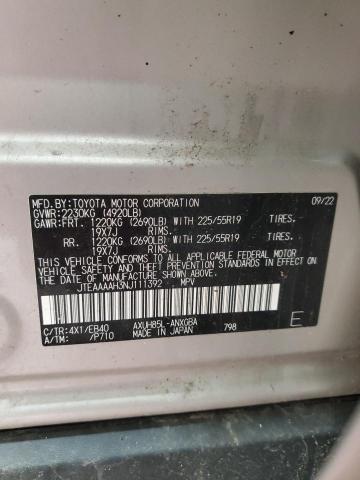 MFD.BY:TOYOTA MOTOR CORPORATION 09/22
GVWR:2230KG (4920LB)
GAWR:FRT. 1220KG (2690LB) WITH 225/55R19 TIRES.
19X7J RIMS.
RR. 1220KG (2690LB) WITH 225/55R19 TIRES.
19X7J RIMS.
THIS VEHICLE CONFORMS TO ALL APPLICABLE FEDERAL MOTOR
VEHICLE SAFETY STANDARDS IN EFFECT ON THE
DATE OF MANUFACTURE SHOWN ABOVE.
JTEAAAAH3NJ111392 MPV
C/TR:4X1/EB40 AXUH85L-ANXGBA E
A/TM: /P710 MADE IN JAPAN 798